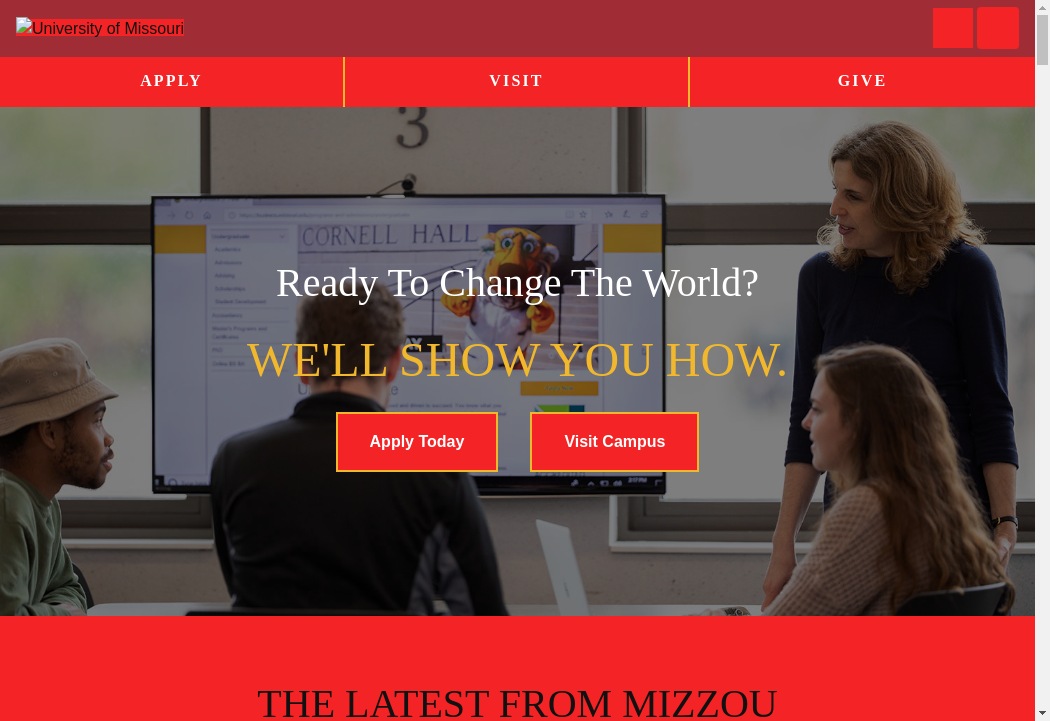 University of Missouri
APPLY
VISIT
GIVE
3
CORNELL HALL
Ready To Change The World?
WE'LL SHOW YOU HOW.
Apply Today
Visit Campus
THE LATEST FROM MIZZOU